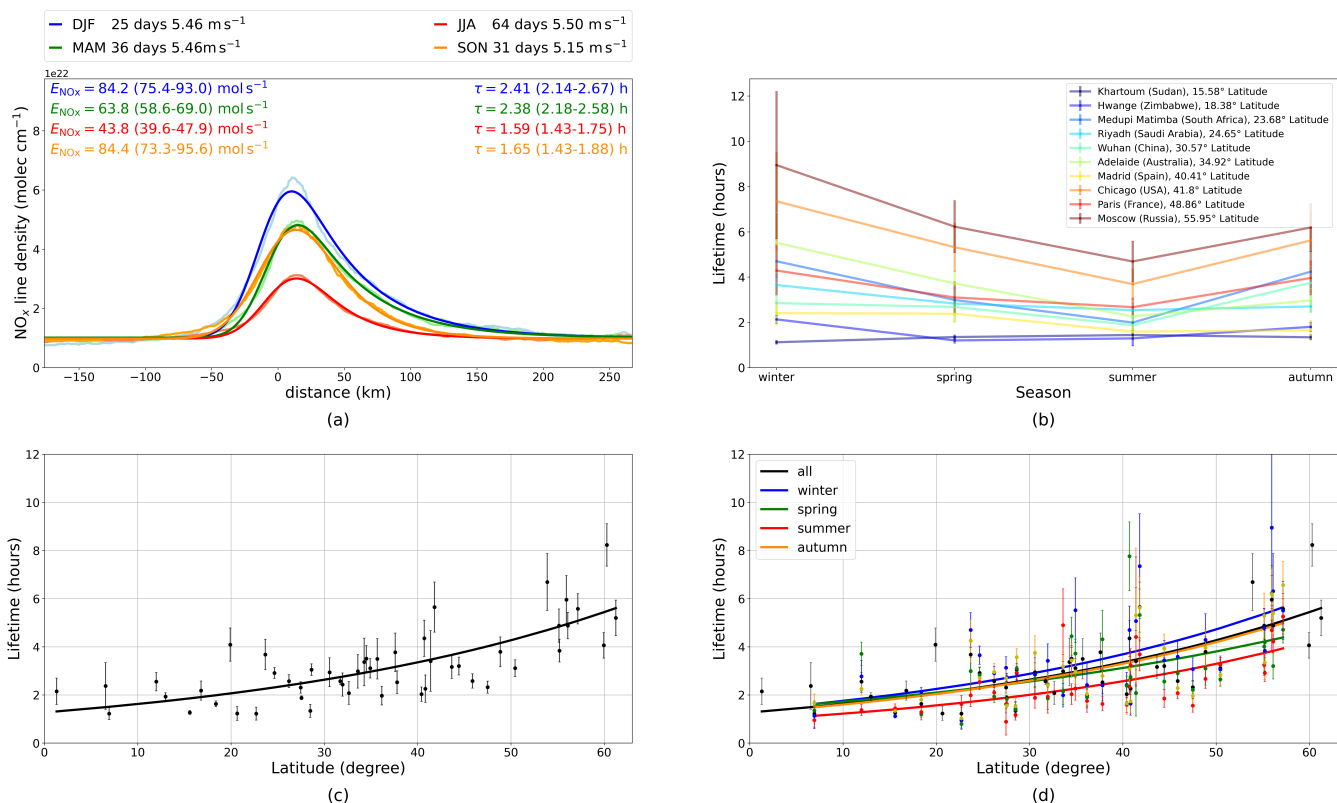 DJF 25 days 5.46 m s⁻¹
MAM 36 days 5.46m s⁻¹
JJA 64 days 5.50 m s⁻¹
SON 31 days 5.15 m s⁻¹
1e22
E_NOx = 84.2 (75.4-93.0) mol s⁻¹ τ = 2.41 (2.14-2.67) h
E_NOx = 63.8 (58.6-69.0) mol s⁻¹ τ = 2.38 (2.18-2.58) h
E_NOx = 43.8 (39.6-47.9) mol s⁻¹ τ = 1.59 (1.43-1.75) h
E_NOx = 84.4 (73.3-95.6) mol s⁻¹ τ = 1.65 (1.43-1.88) h
NOₓ line density (molec cm⁻¹)
8
6
4
2
0
−150 −100 −50 0 50 100 150 200 250
distance (km)
(a)
Khartoum (Sudan), 15.58° Latitude
Hwange (Zimbabwe), 18.38° Latitude
Medupi Matimba (South Africa), 23.68° Latitude
Riyadh (Saudi Arabia), 24.65° Latitude
Wuhan (China), 30.57° Latitude
Adelaide (Australia), 34.92° Latitude
Madrid (Spain), 40.41° Latitude
Chicago (USA), 41.8° Latitude
Paris (France), 48.86° Latitude
Moscow (Russia), 55.95° Latitude
Lifetime (hours)
12
10
8
6
4
2
0
winter spring summer autumn
Season
(b)
Lifetime (hours)
12
10
8
6
4
2
0
0 10 20 30 40 50 60
Latitude (degree)
(c)
all
winter
spring
summer
autumn
Lifetime (hours)
12
10
8
6
4
2
0
0 10 20 30 40 50 60
Latitude (degree)
(d)